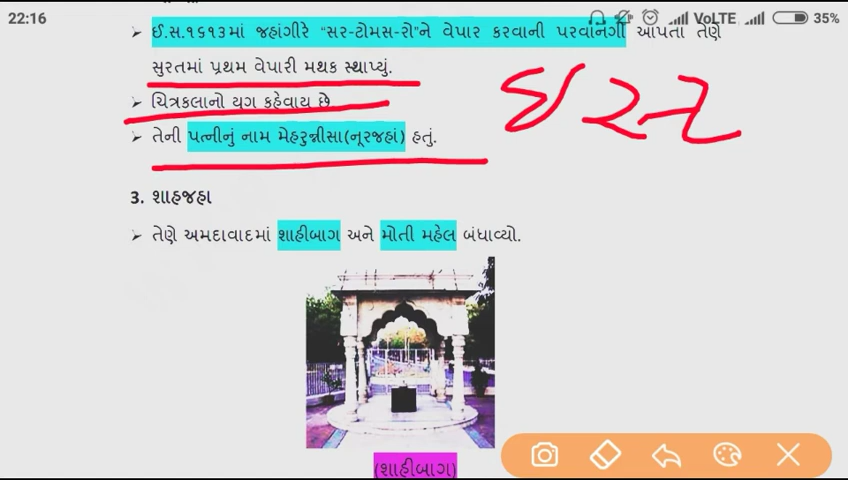 22:16 VoLTE 35%
➢ ઈ.સ.૧૬૧૩માં જહાંગીરે “સર-ટોમસ-રો”ને વેપાર કરવાની પરવાનગી આપતા તેણે
સુરતમાં પ્રથમ વેપારી મથક સ્થાપ્યું.
➢ ચિત્રકલાનો યુગ કહેવાય છે
➢ તેની પત્નીનું નામ મેહરુન્નીસા(નૂરજહાં) હતું.
3. શાહજહા
➢ તેણે અમદાવાદમાં શાહીબાગ અને મોતી મહેલ બંધાવ્યો.
(શાહીબાગ)